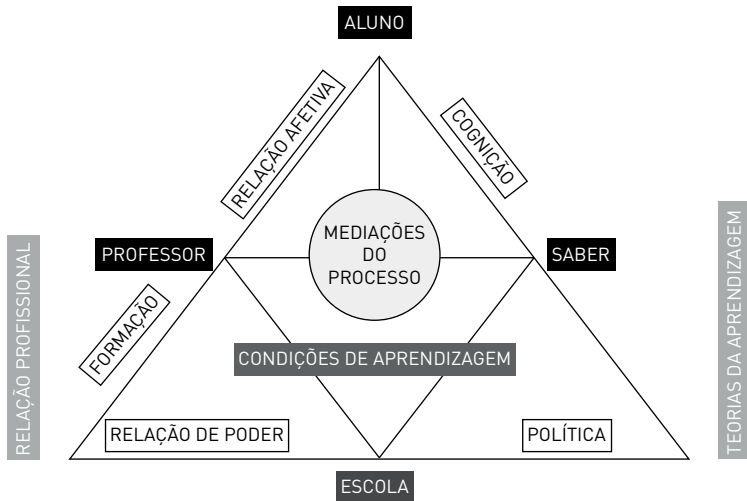 ALUNO
RELAÇÃO AFETIVA
COGNIÇÃO
MEDIAÇÕES
DO
PROCESSO
PROFESSOR
SABER
RELAÇÃO PROFISSIONAL
TEORIAS DA APRENDIZAGEM
FORMAÇÃO
CONDIÇÕES DE APRENDIZAGEM
RELAÇÃO DE PODER
POLÍTICA
ESCOLA